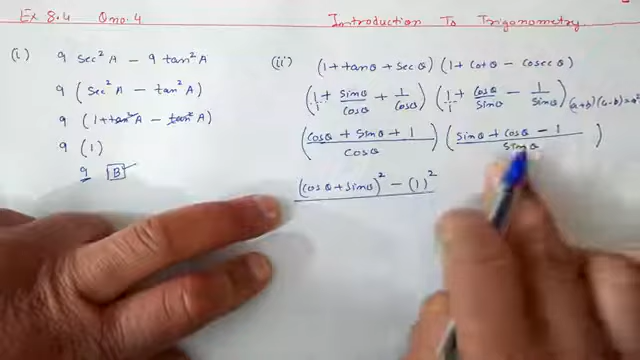 Ex 8.4 Qno. 4
Introduction To Trigonometry
(i) 9 sec² A − 9 tan² A
9 (sec² A − tan² A)
9 (1 + tan² A − tan² A)
9 (1)
9 B
(ii) (1 + tanθ + secθ) (1 + cotθ − cosecθ)
(1/1 + sinθ/cosθ + 1/cosθ) (1/1 + cosθ/sinθ − 1/sinθ) (a+b)(a−b)=a²
((cosθ + sinθ + 1)/cosθ) ((sinθ + cosθ − 1)/sinθ)
(cosθ + sinθ)² − (1)²